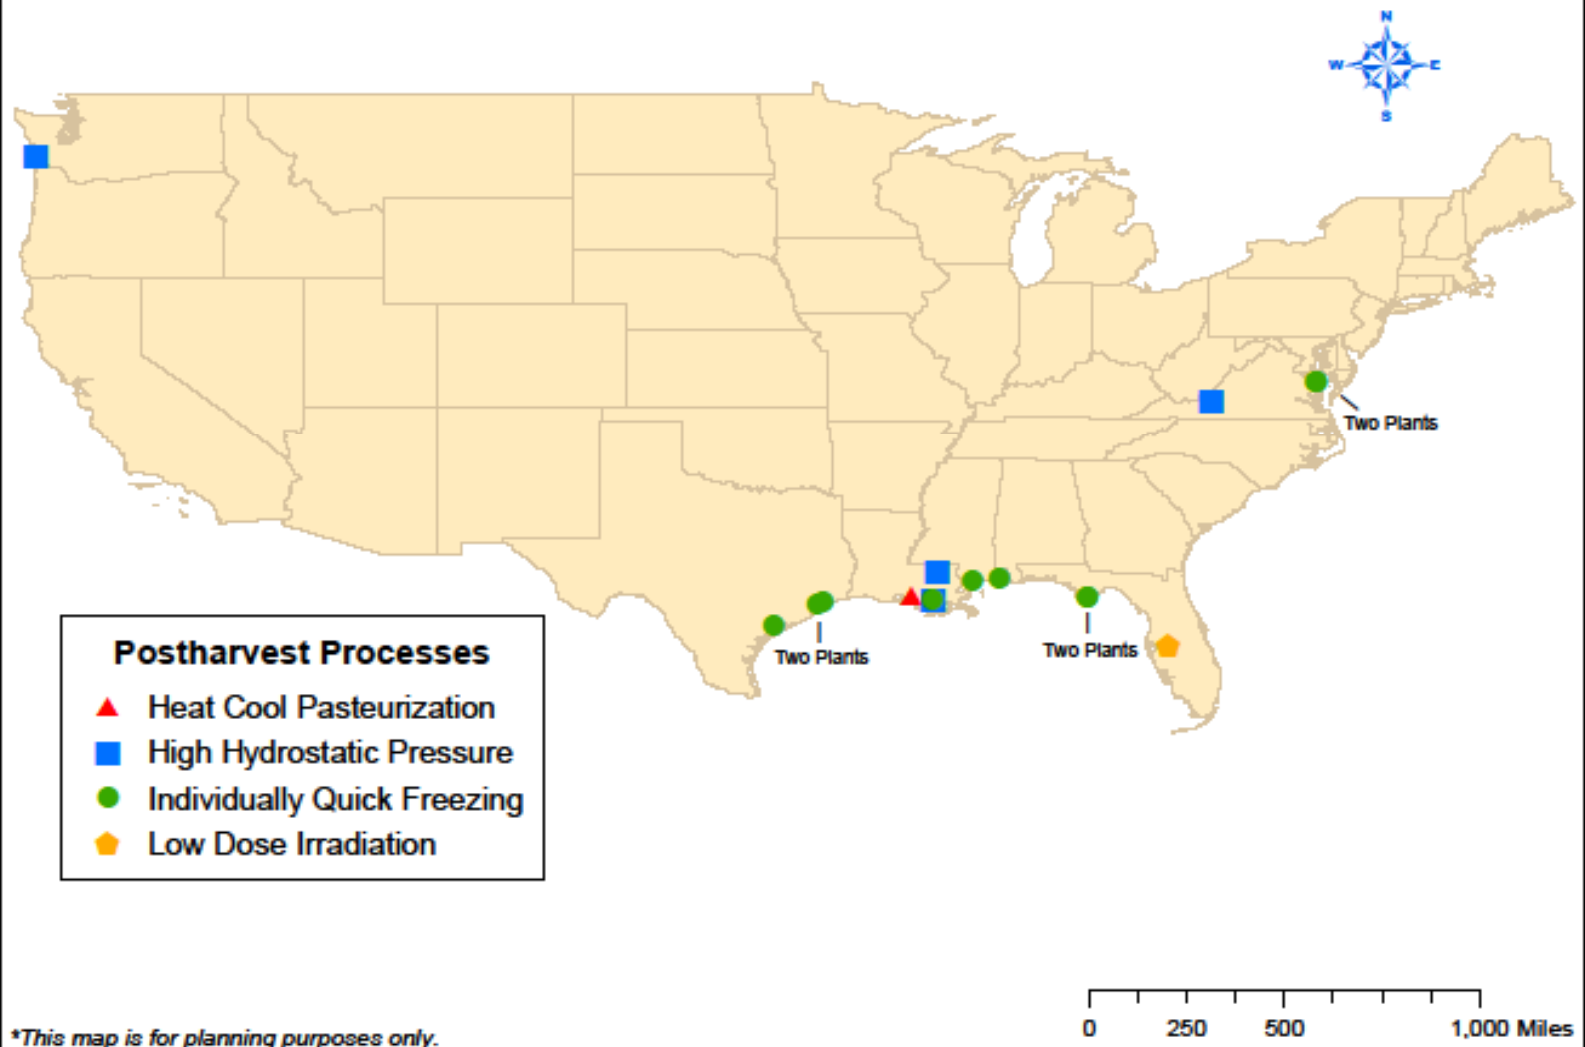 N
W
E
S
Two Plants
Two Plants
Two Plants
Postharvest Processes
Heat Cool Pasteurization
High Hydrostatic Pressure
Individually Quick Freezing
Low Dose Irradiation
0 250 500 1,000 Miles
*This map is for planning purposes only.